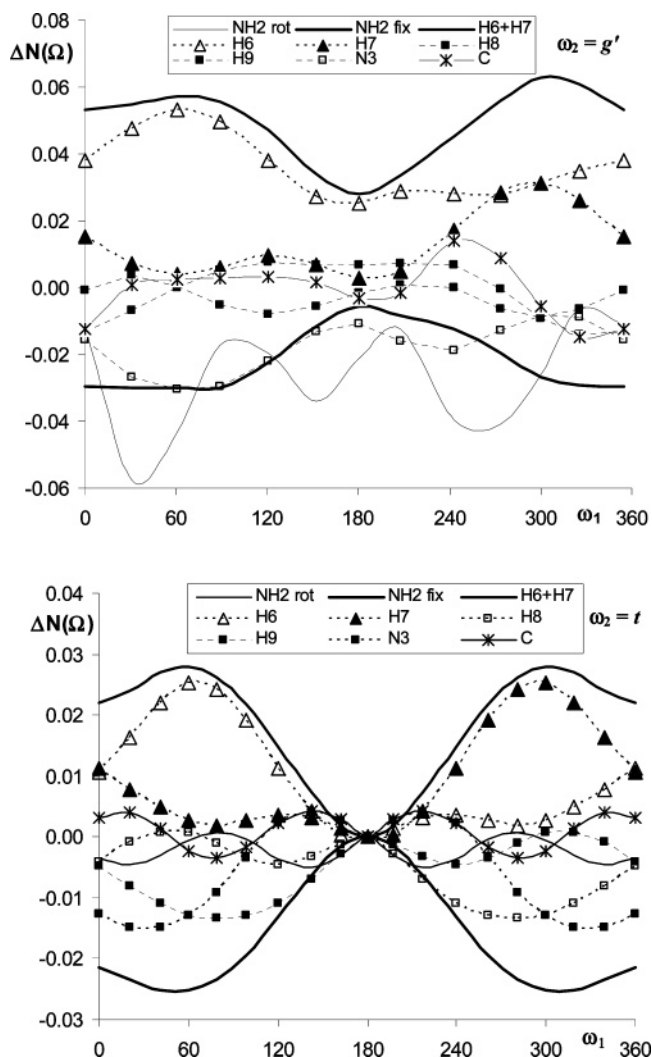 NH2 rot NH2 fix H6+H7
H6 H7 H8
H9 N3 C
ω2 = g'
ΔN(Ω)
0.08
0.06
0.04
0.02
0.00
-0.02
-0.04
-0.06
0 60 120 180 240 300 ω1 360
NH2 rot NH2 fix H6+H7
H6 H7 H8
H9 N3 C
ω2 = t
ΔN(Ω)
0.04
0.03
0.02
0.01
0.00
-0.01
-0.02
-0.03
0 60 120 180 240 300 ω1 360